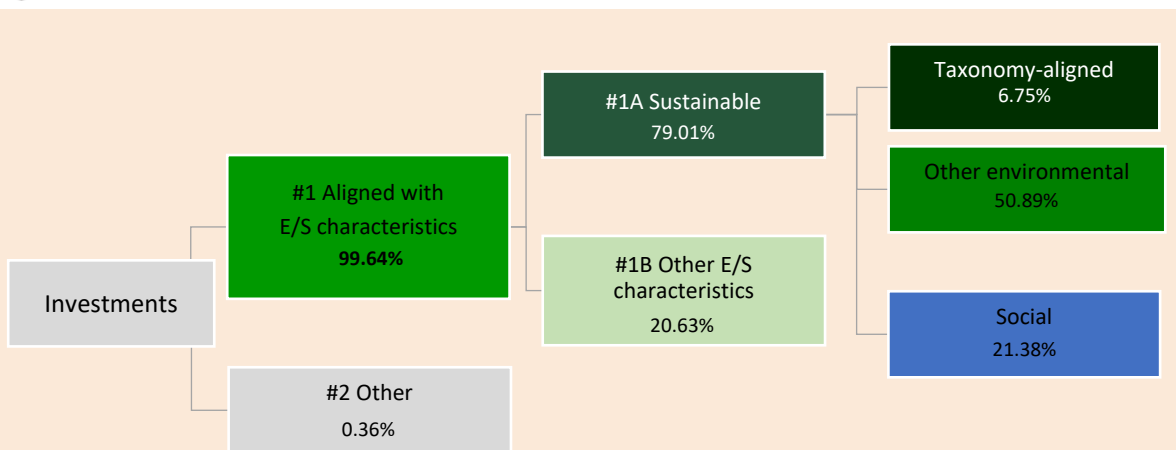 Investments
#1 Aligned with
E/S characteristics
99.64%
#2 Other
0.36%
#1A Sustainable
79.01%
#1B Other E/S
characteristics
20.63%
Taxonomy-aligned
6.75%
Other environmental
50.89%
Social
21.38%